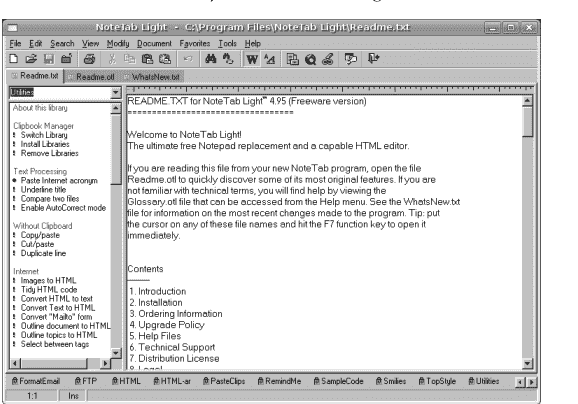 NoteTab Light - C:\Program Files\NoteTab Light\Readme.txt
File Edit Search View Modify Document Favorites Tools Help
Readme.txt Readme.otl WhatsNew.txt
Utilities
About this library
Clipbook Manager
Switch Library
Install Libraries
Remove Libraries
Text Processing
Paste Internet acronym
Underline title
Compare two files
Enable AutoCorrect mode
Without Clipboard
Copy/paste
Cut/paste
Duplicate line
Internet
Images to HTML
Tidy HTML code
Convert HTML to text
Convert Text to HTML
Convert "Mailto" form
Outline document to HTML
Outline topics to HTML
Select between tags
README.TXT for NoteTab Light™ 4.95 (Freeware version)
==================================
Welcome to NoteTab Light!
The ultimate free Notepad replacement and a capable HTML editor.
If you are reading this file from your new NoteTab program, open the file
Readme.otl to quickly discover some of its most original features. If you are
not familiar with technical terms, you will find help by viewing the
Glossary.otl file that can be accessed from the Help menu. See the WhatsNew.txt
file for information on the most recent changes made to the program. Tip: put
the cursor on any of these file names and hit the F7 function key to open it
immediately.
Contents
--------
1. Introduction
2. Installation
3. Ordering Information
4. Upgrade Policy
5. Help Files
6. Technical Support
7. Distribution License
8. Legal
FormatEmail FTP HTML HTML-ar PasteClips RemindMe SampleCode Smilies TopStyle Utilities
1:1 Ins